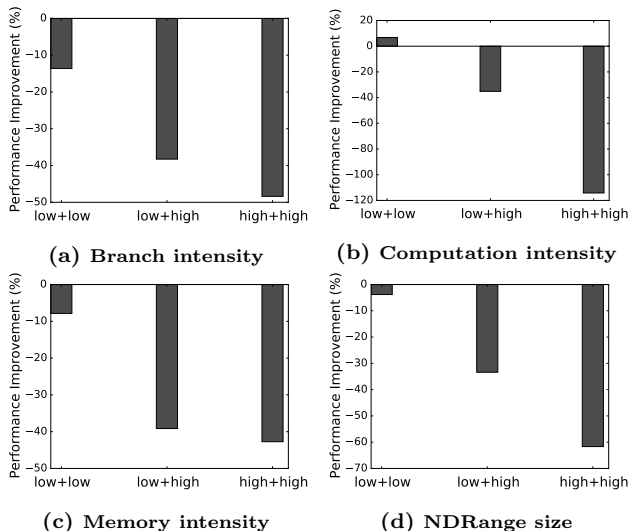 Performance Improvement (%)
0
−10
−20
−30
−40
−50
low+low low+high high+high
(a) Branch intensity
Performance Improvement (%)
20
0
−20
−40
−60
−80
−100
−120
low+low low+high high+high
(b) Computation intensity
Performance Improvement (%)
0
−10
−20
−30
−40
−50
low+low low+high high+high
(c) Memory intensity
Performance Improvement (%)
0
−10
−20
−30
−40
−50
−60
−70
low+low low+high high+high
(d) NDRange size